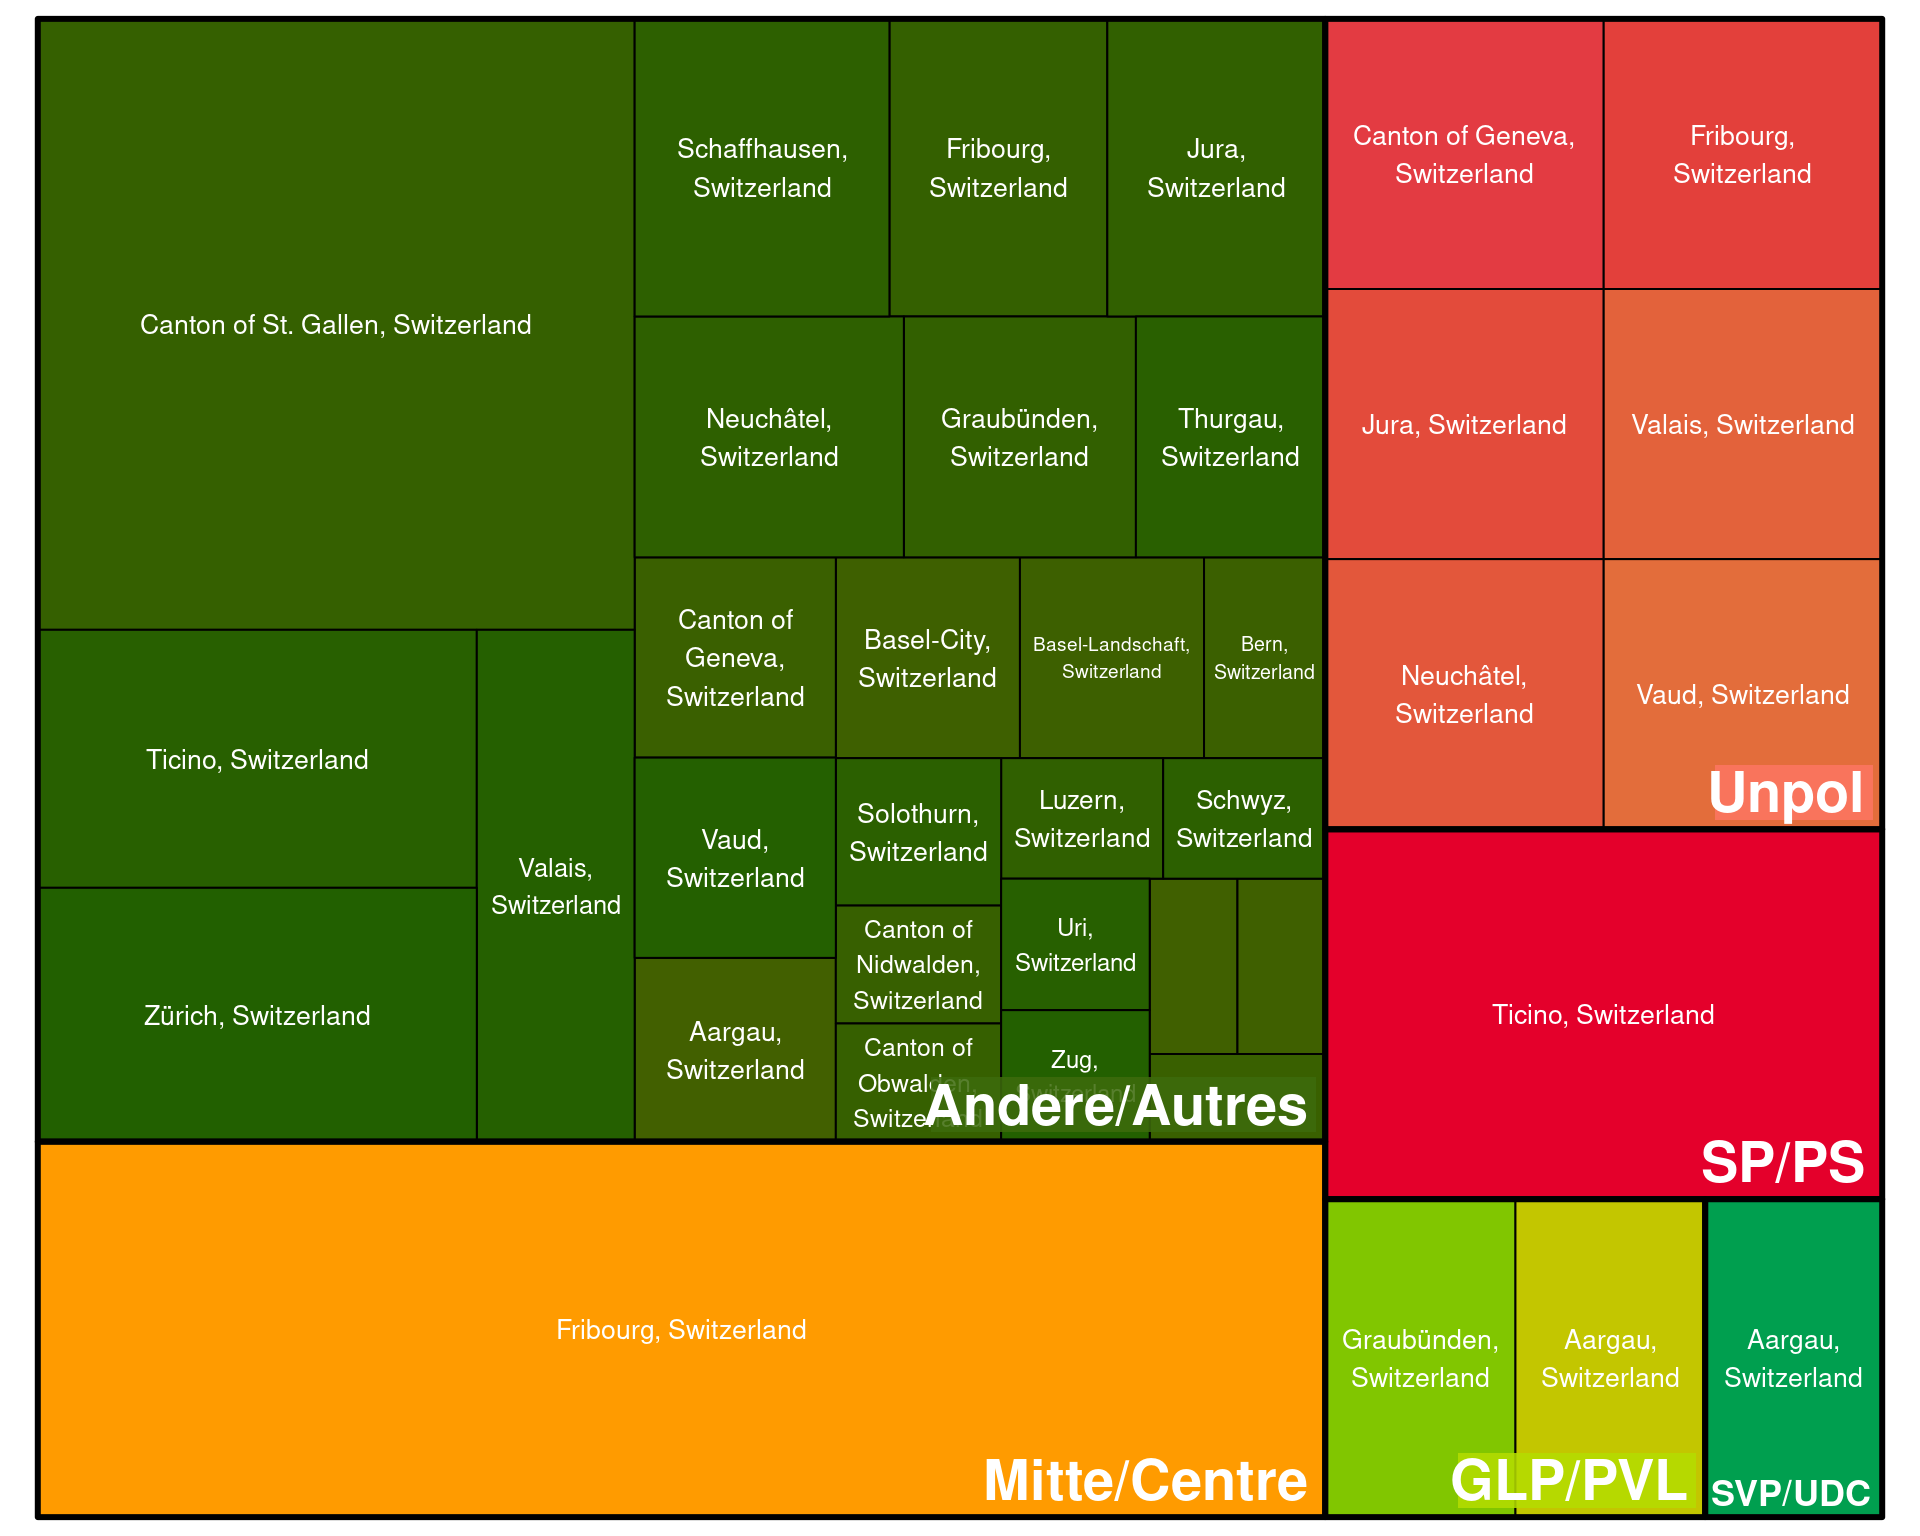 Canton of St. Gallen, Switzerland
Ticino, Switzerland
Zürich, Switzerland
Valais,
Switzerland
Schaffhausen,
Switzerland
Fribourg,
Switzerland
Jura,
Switzerland
Neuchâtel,
Switzerland
Graubünden,
Switzerland
Thurgau,
Switzerland
Canton of
Geneva,
Switzerland
Basel-City,
Switzerland
Basel-Landschaft,
Switzerland
Bern,
Switzerland
Vaud,
Switzerland
Aargau,
Switzerland
Solothurn,
Switzerland
Luzern,
Switzerland
Schwyz,
Switzerland
Canton of
Nidwalden,
Switzerland
Canton of
Obwalden,
Switzerland
Uri,
Switzerland
Zug,
Switzerland
Andere/Autres
Fribourg, Switzerland
Mitte/Centre
Canton of Geneva,
Switzerland
Fribourg,
Switzerland
Jura, Switzerland
Valais, Switzerland
Neuchâtel,
Switzerland
Vaud, Switzerland
Unpol
Ticino, Switzerland
SP/PS
Graubünden,
Switzerland
Aargau,
Switzerland
GLP/PVL
Aargau,
Switzerland
SVP/UDC